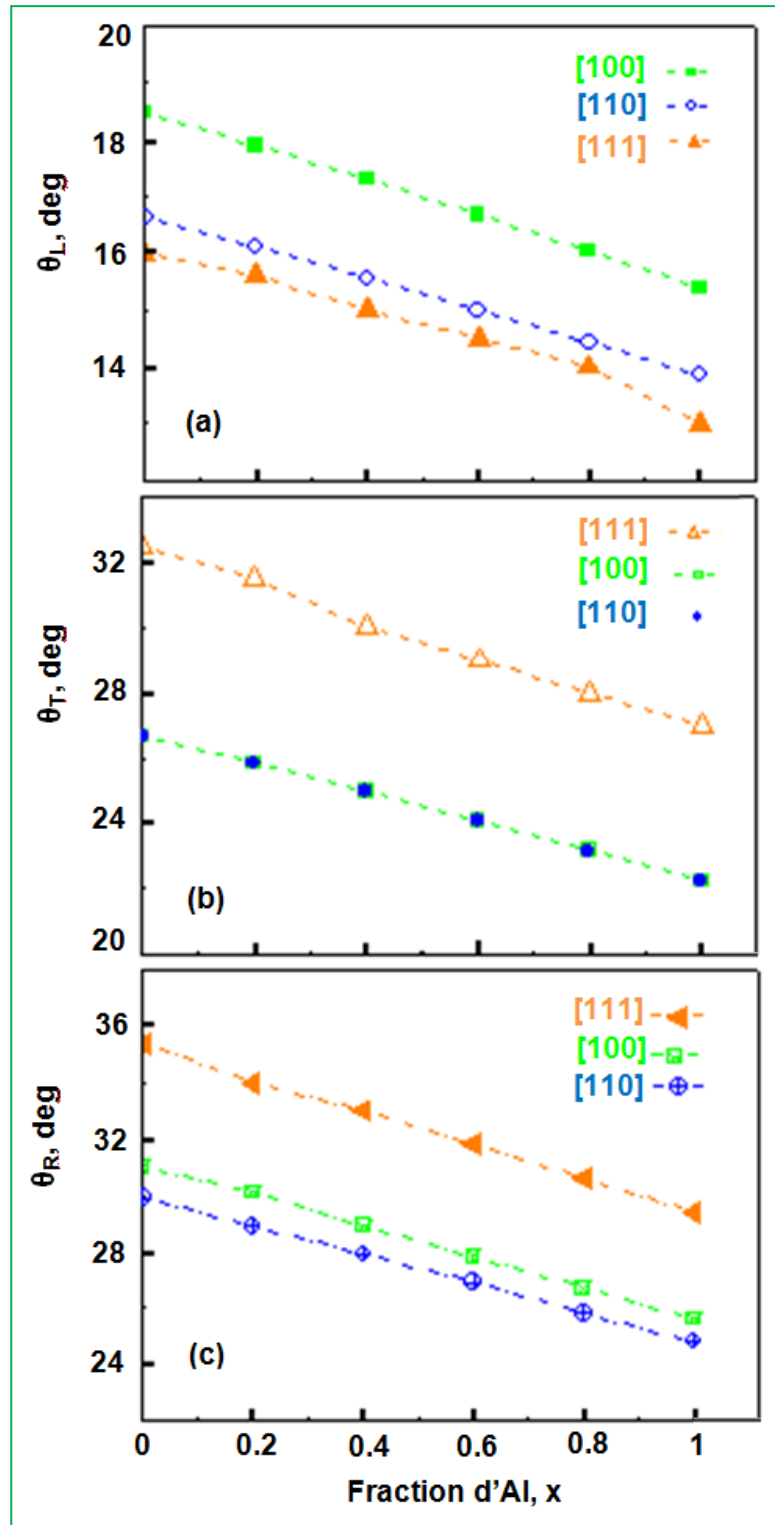 20
[100]
[110]
[111]
18
16
14
θL, deg
(a)
[111]
[100]
[110]
32
28
24
20
θT, deg
(b)
[111]
[100]
[110]
36
32
28
24
θR, deg
(c)
0 0.2 0.4 0.6 0.8 1
Fraction d'Al, x